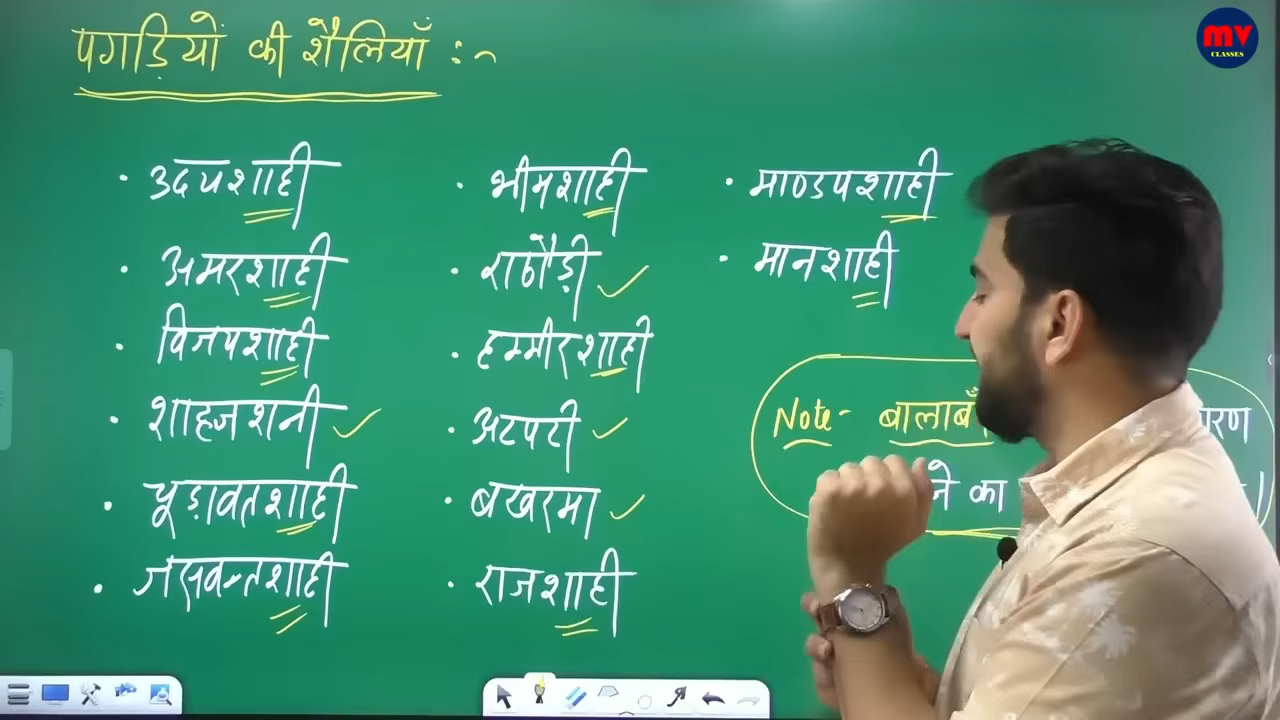 पगड़ियों की शैलियाँ :-
• उदयशाही
• अमरशाही
• विजयशाही
• शाहजशनी
• चूड़ावतशाही
• जसवन्तशाही
• भीमशाही
• राठौड़ी
• हम्मीरशाही
• अटपटी
• बखरमा
• राजशाही
• माण्डपशाही
• मानशाही
Note-
का
mv
CLASSES